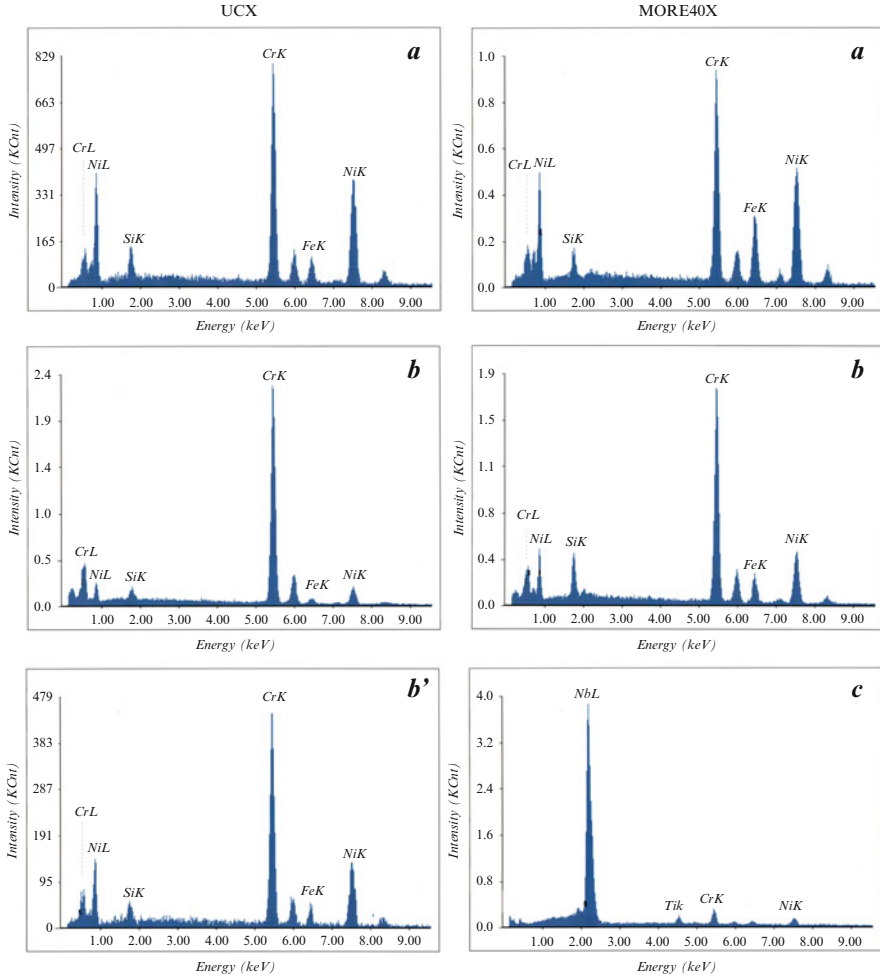 UCX
MORE40X
a
829
663
497
331
165
0
Intensity (KCnt)
CrL
NiL
SiK
CrK
FeK
NiK
1.00 2.00 3.00 4.00 5.00 6.00 7.00 8.00 9.00
Energy (keV)
a
1.0
0.8
0.6
0.4
0.2
0.0
Intensity (KCnt)
CrL
NiL
SiK
CrK
FeK
NiK
1.00 2.00 3.00 4.00 5.00 6.00 7.00 8.00 9.00
Energy (keV)
b
2.4
1.9
1.4
1.0
0.5
0.0
Intensity (KCnt)
CrL
NiL
SiK
CrK
FeK
NiK
1.00 2.00 3.00 4.00 5.00 6.00 7.00 8.00 9.00
Energy (keV)
b
1.9
1.5
1.1
0.8
0.4
0.0
Intensity (KCnt)
CrL
NiL
SiK
CrK
FeK
NiK
1.00 2.00 3.00 4.00 5.00 6.00 7.00 8.00 9.00
Energy (keV)
b’
479
383
287
191
95
0
Intensity (KCnt)
CrL
NiL
SiK
CrK
FeK
NiK
1.00 2.00 3.00 4.00 5.00 6.00 7.00 8.00 9.00
Energy (keV)
c
4.0
3.2
2.4
1.6
0.8
0.0
Intensity (KCnt)
NbL
Tik
CrK
NiK
1.00 2.00 3.00 4.00 5.00 6.00 7.00 8.00 9.00
Energy (keV)